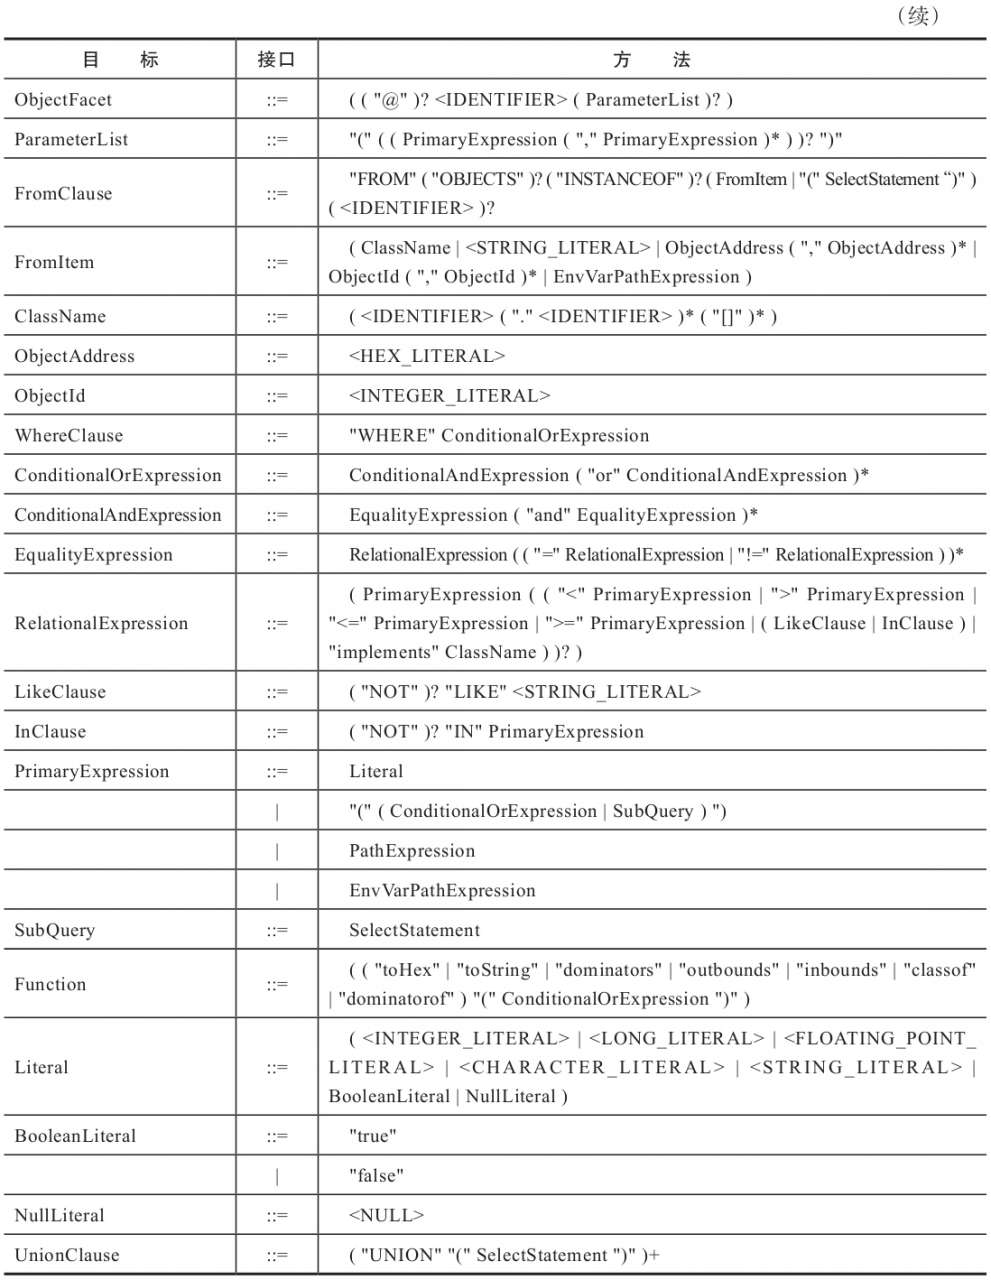 （续）
目 标 接口 方 法
ObjectFacet ::= ( ( "@" )? <IDENTIFIER> ( ParameterList )? )
ParameterList ::= "(" ( ( PrimaryExpression ( "," PrimaryExpression )* ) )? ")"
FromClause ::= "FROM" ( "OBJECTS" )? ( "INSTANCEOF" )? ( FromItem | "(" SelectStatement “)" )
( <IDENTIFIER> )?
FromItem ::= ( ClassName | <STRING_LITERAL> | ObjectAddress ( "," ObjectAddress )* |
ObjectId ( "," ObjectId )* | EnvVarPathExpression )
ClassName ::= ( <IDENTIFIER> ( "." <IDENTIFIER> )* ( "[]" )* )
ObjectAddress ::= <HEX_LITERAL>
ObjectId ::= <INTEGER_LITERAL>
WhereClause ::= "WHERE" ConditionalOrExpression
ConditionalOrExpression ::= ConditionalAndExpression ( "or" ConditionalAndExpression )*
ConditionalAndExpression ::= EqualityExpression ( "and" EqualityExpression )*
EqualityExpression ::= RelationalExpression ( ( "=" RelationalExpression | "!=" RelationalExpression ) )*
RelationalExpression ::= ( PrimaryExpression ( ( "<" PrimaryExpression | ">" PrimaryExpression |
"<=" PrimaryExpression | ">=" PrimaryExpression | ( LikeClause | InClause ) |
"implements" ClassName ) )? )
LikeClause ::= ( "NOT" )? "LIKE" <STRING_LITERAL>
InClause ::= ( "NOT" )? "IN" PrimaryExpression
PrimaryExpression ::= Literal
| "(" ( ConditionalOrExpression | SubQuery ) ")
| PathExpression
| EnvVarPathExpression
SubQuery ::= SelectStatement
Function ::= ( ( "toHex" | "toString" | "dominators" | "outbounds" | "inbounds" | "classof"
| "dominatorof" ) "(" ConditionalOrExpression ")" )
Literal ::= ( <INTEGER_LITERAL> | <LONG_LITERAL> | <FLOATING_POINT_
LITERAL> | <CHARACTER_LITERAL> | <STRING_LITERAL> |
BooleanLiteral | NullLiteral )
BooleanLiteral ::= "true"
| "false"
NullLiteral ::= <NULL>
UnionClause ::= ( "UNION" "(" SelectStatement ")" )+